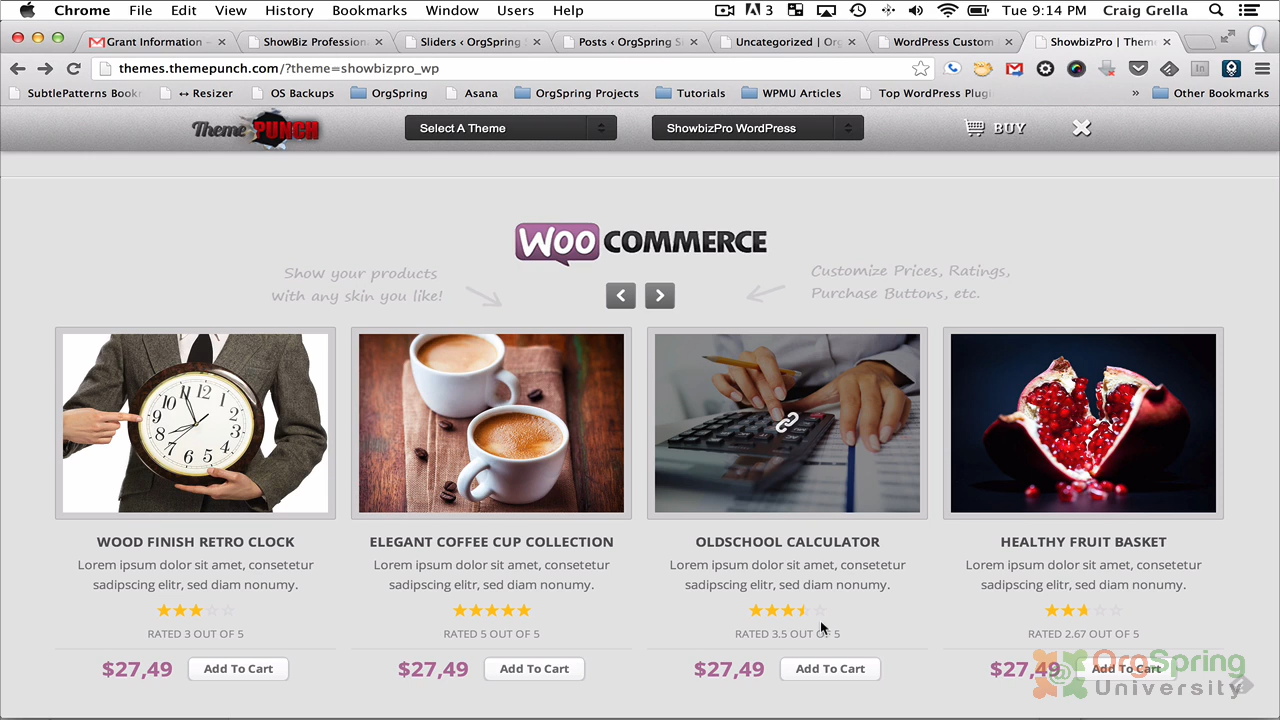 Chrome File Edit View History Bookmarks Window Users Help 3 Tue 9:14 PM Craig Grella
Grant Information – ShowBiz Profession Sliders ‹ OrgSpring Posts ‹ OrgSpring S Uncategorized | Org WordPress Custom ShowbizPro | Theme
themes.themepunch.com/?theme=showbizpro_wp
SubtlePatterns Book Resizer OS Backups OrgSpring Asana OrgSpring Projects Tutorials WPMU Articles Top WordPress Plugi » Other Bookmarks
Theme PUNCH Select A Theme ShowbizPro WordPress BUY
WOO COMMERCE
Show your products
with any skin you like!
Customize Prices, Ratings,
Purchase Buttons, etc.
WOOD FINISH RETRO CLOCK
Lorem ipsum dolor sit amet, consetetur
sadipscing elitr, sed diam nonumy.
RATED 3 OUT OF 5
$27,49 Add To Cart
ELEGANT COFFEE CUP COLLECTION
Lorem ipsum dolor sit amet, consetetur
sadipscing elitr, sed diam nonumy.
RATED 5 OUT OF 5
$27,49 Add To Cart
OLDSCHOOL CALCULATOR
Lorem ipsum dolor sit amet, consetetur
sadipscing elitr, sed diam nonumy.
RATED 3.5 OUT OF 5
$27,49 Add To Cart
HEALTHY FRUIT BASKET
Lorem ipsum dolor sit amet, consetetur
sadipscing elitr, sed diam nonumy.
RATED 2.67 OUT OF 5
$27,49 Add To Cart
OrgSpring
University